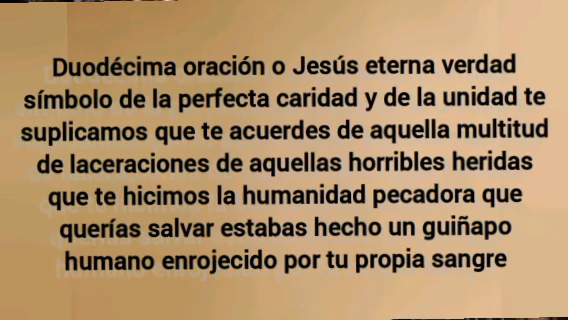 Duodécima oración o Jesús eterna verdad
símbolo de la perfecta caridad y de la unidad te
suplicamos que te acuerdes de aquella multitud
de laceraciones de aquellas horribles heridas
que te hicimos la humanidad pecadora que
querías salvar estabas hecho un guiñapo
humano enrojecido por tu propia sangre